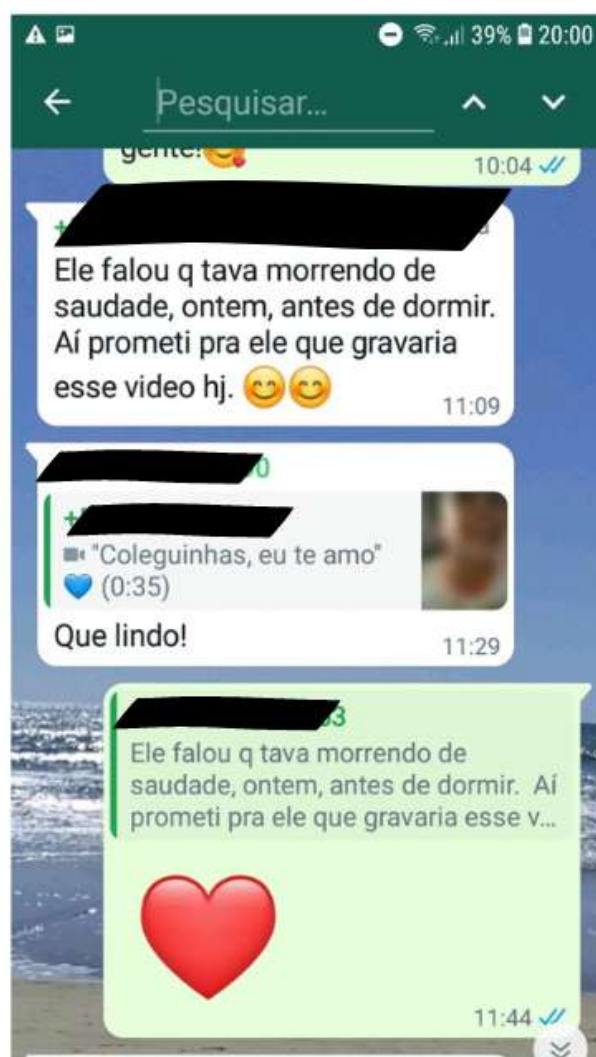 39% 20:00
Pesquisar...
gente!🥰
10:04
Ele falou q tava morrendo de
saudade, ontem, antes de dormir.
Aí prometi pra ele que gravaria
esse video hj. 😊😊
11:09
"Coleguinhas, eu te amo"
💙 (0:35)
Que lindo!
11:29
Ele falou q tava morrendo de
saudade, ontem, antes de dormir. Aí
prometi pra ele que gravaria esse v...
❤️
11:44